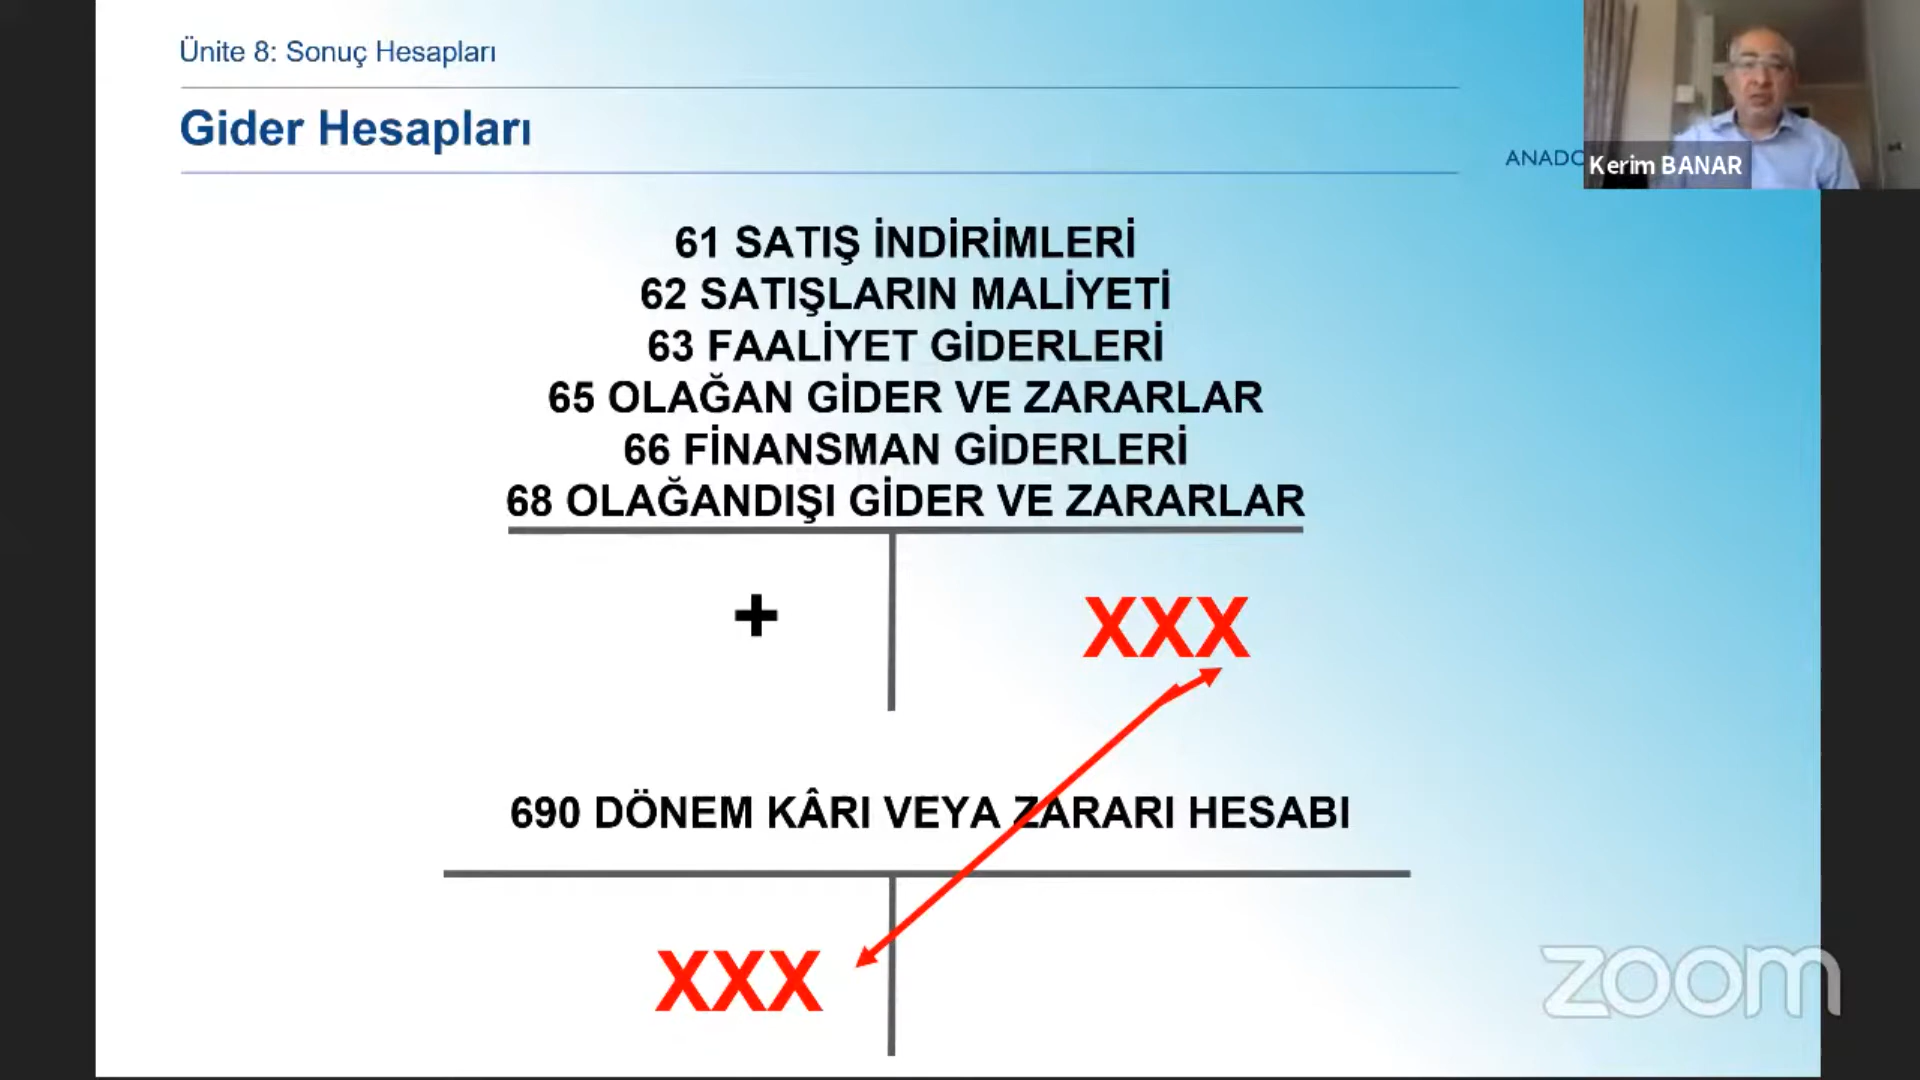 Ünite 8: Sonuç Hesapları
Gider Hesapları
ANADO
Kerim BANAR
61 SATIŞ İNDİRİMLERİ
62 SATIŞLARIN MALİYETİ
63 FAALİYET GİDERLERİ
65 OLAĞAN GİDER VE ZARARLAR
66 FİNANSMAN GİDERLERİ
68 OLAĞANDIŞI GİDER VE ZARARLAR
+
XXX
690 DÖNEM KÂRI VEYA ZARARI HESABI
XXX
zoom